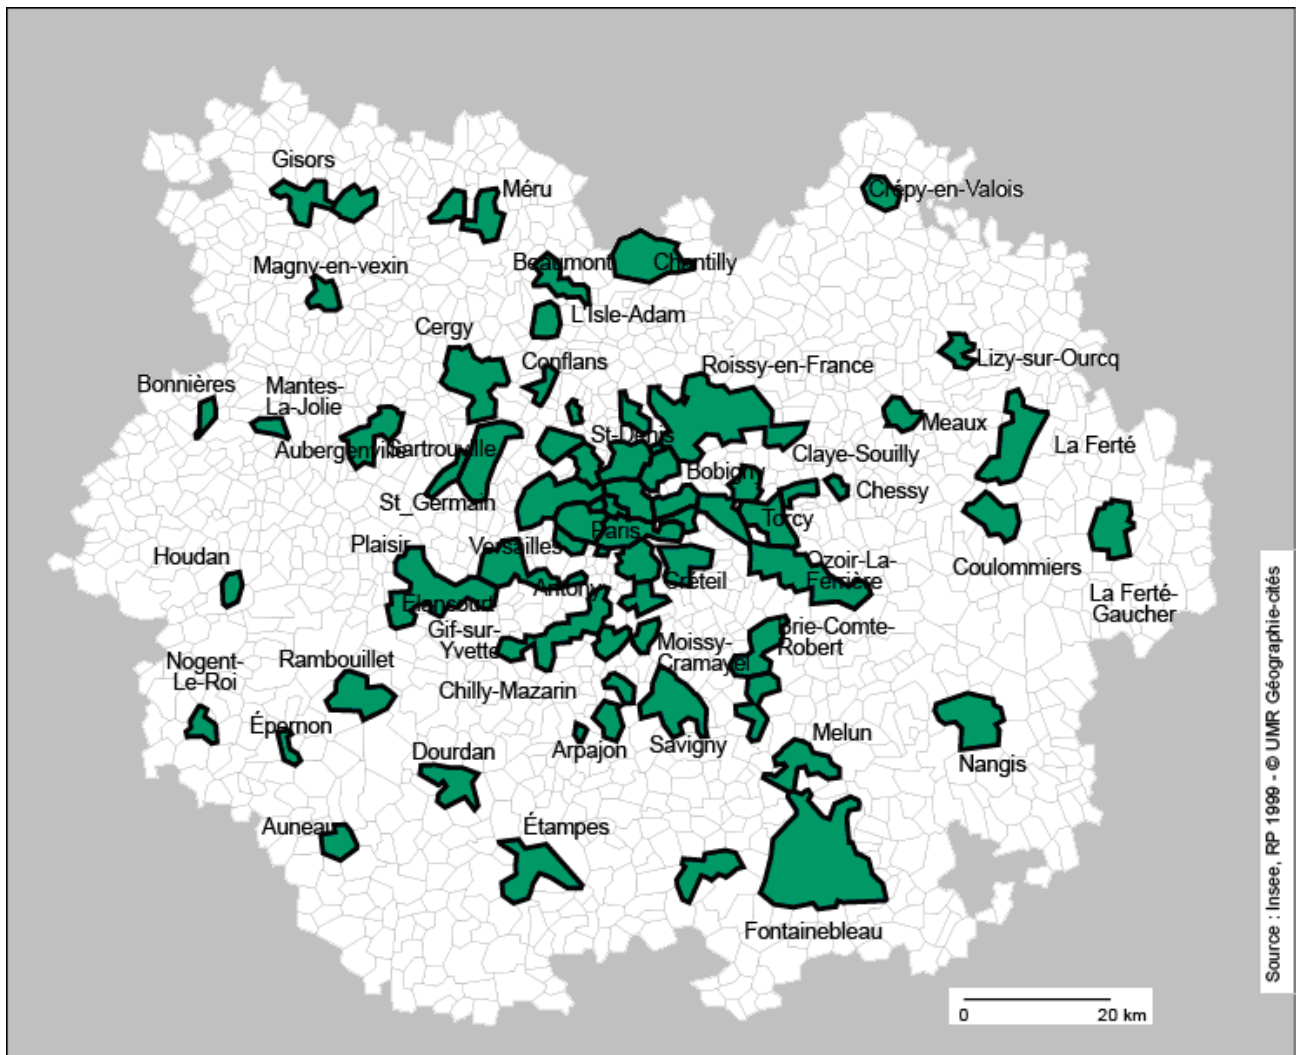 Gisors
Méru
Crépy-en-Valois
Magny-en-vexin
Beaumont
Chantilly
L'Isle-Adam
Cergy
Conflans
Roissy-en-France
Lizy-sur-Ourcq
Bonnières
Mantes-
La-Jolie
Meaux
Aubergenville
Sartrouville
St-Denis
La Ferté
Claye-Souilly
Bobigny
Chessy
St_Germain
Torcy
Paris
Plaisir
Versailles
Houdan
Antony
Créteil
Ozoir-La-
Ferrière
Coulommiers
La Ferté-
Gaucher
Élancourt
Gif-sur-
Yvette
Brie-Comte-
Robert
Moissy-
Cramayel
Nogent-
Le-Roi
Rambouillet
Chilly-Mazarin
Épernon
Dourdan
Arpajon
Savigny
Melun
Nangis
Auneau
Étampes
Fontainebleau
0 20 km
Source : Insee, RP 1999 - © UMR Géographie-cités